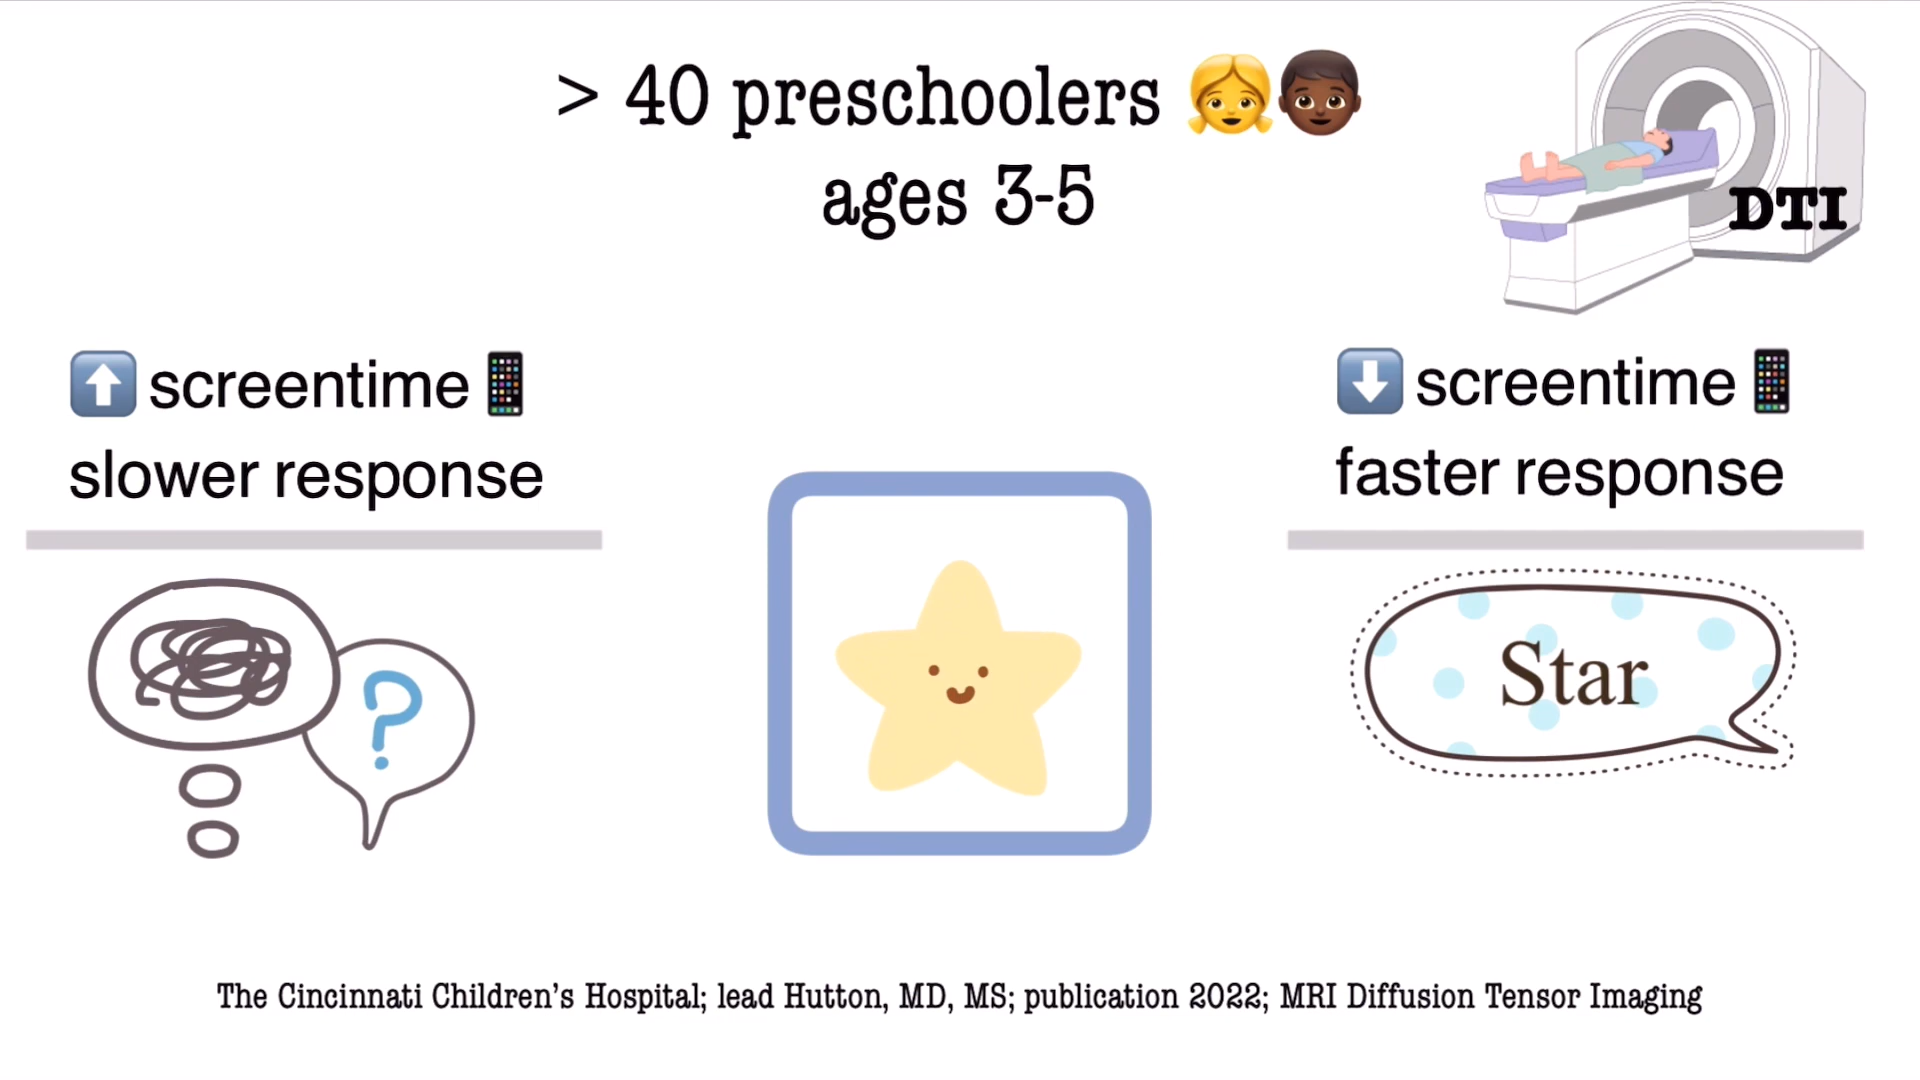 > 40 preschoolers
ages 3-5
DTI
screentime
slower response
screentime
faster response
?
Star
The Cincinnati Children's Hospital; lead Hutton, MD, MS; publication 2022; MRI Diffusion Tensor Imaging